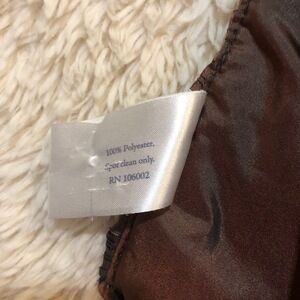 100% Polyester,
Spot clean only.
RN 106002